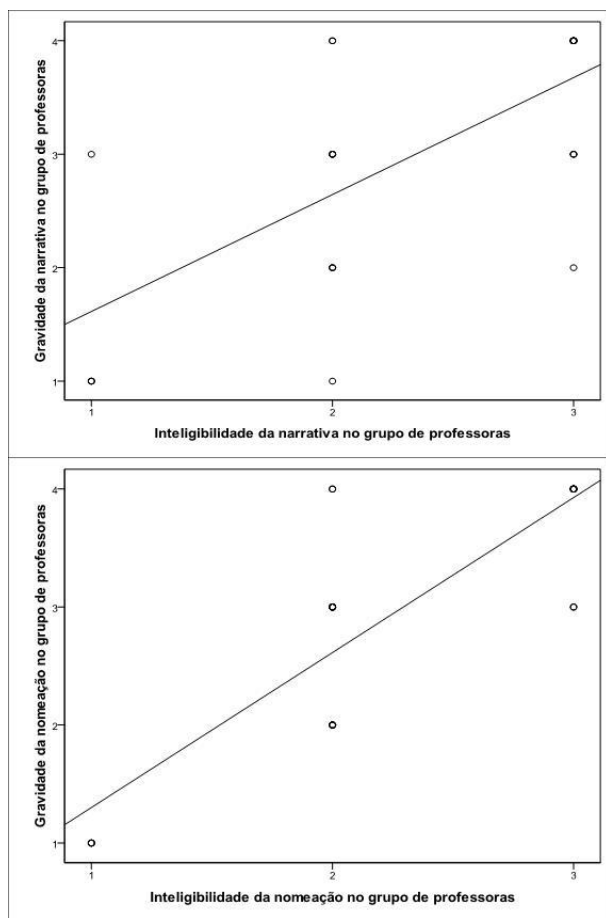 Gravidade da narrativa no grupo de professoras
4
3
2
1
1 2 3
Inteligibilidade da narrativa no grupo de professoras
Gravidade da nomeação no grupo de professoras
4
3
2
1
1 2 3
Inteligibilidade da nomeação no grupo de professoras